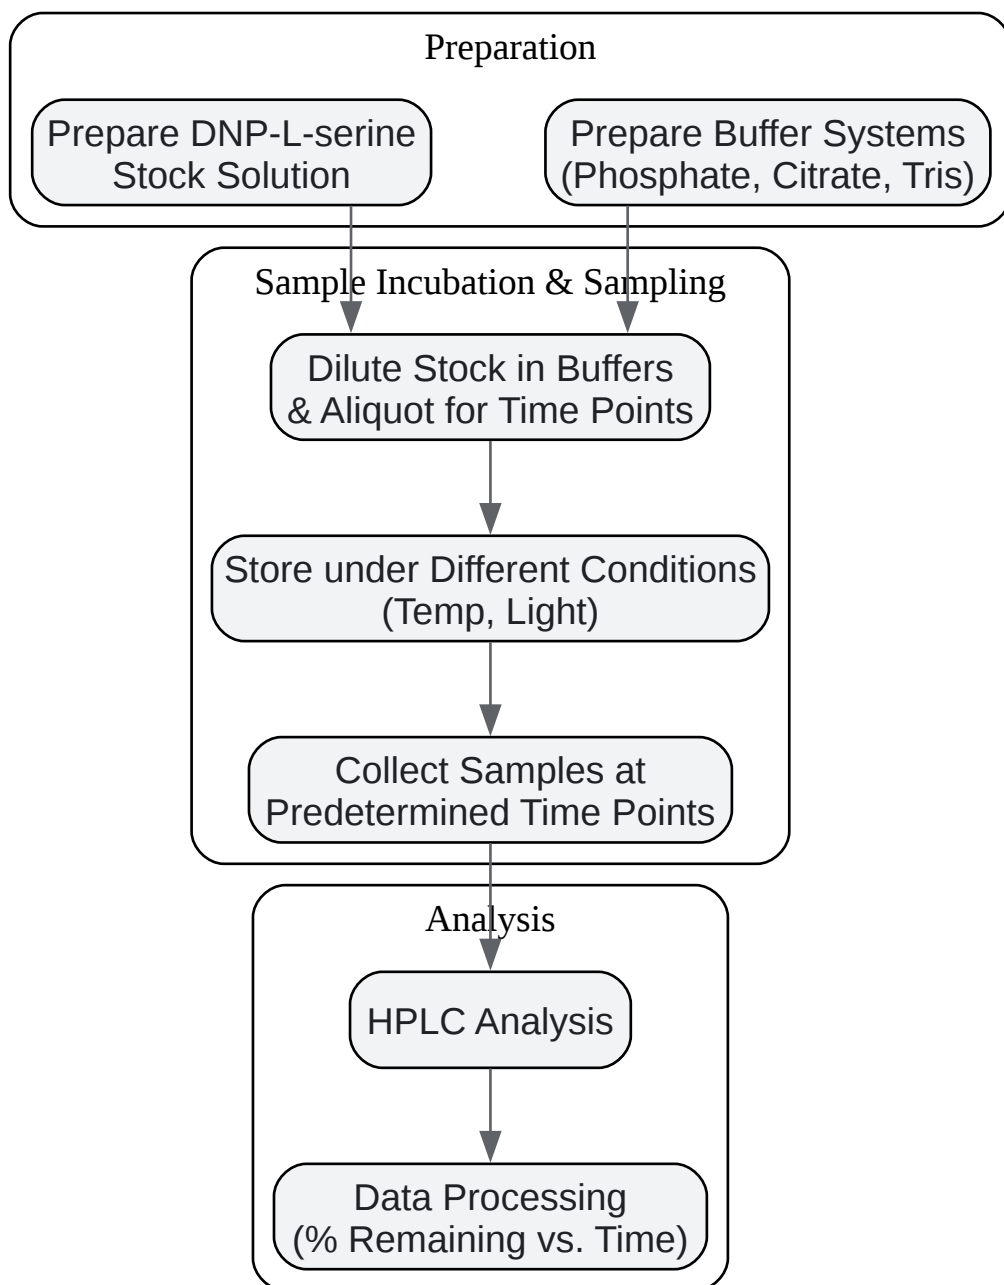 Preparation
Prepare DNP-L-serine
Stock Solution
Prepare Buffer Systems
(Phosphate, Citrate, Tris)
Sample Incubation & Sampling
Dilute Stock in Buffers
& Aliquot for Time Points
Store under Different Conditions
(Temp, Light)
Collect Samples at
Predetermined Time Points
Analysis
HPLC Analysis
Data Processing
(% Remaining vs. Time)